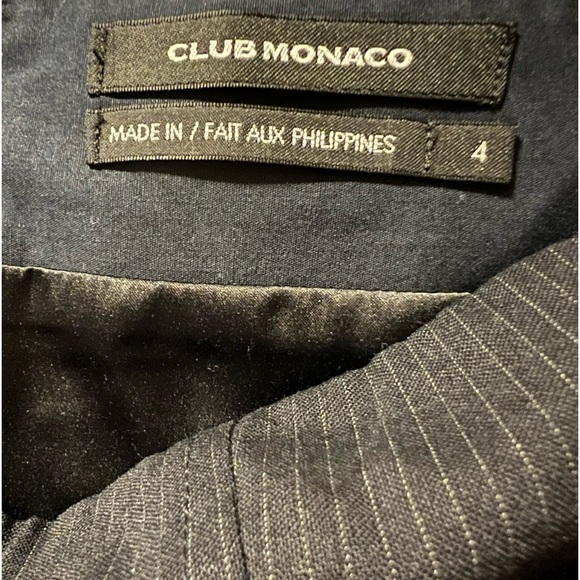 CLUB MONACO
MADE IN / FAIT AUX PHILIPPINES 4